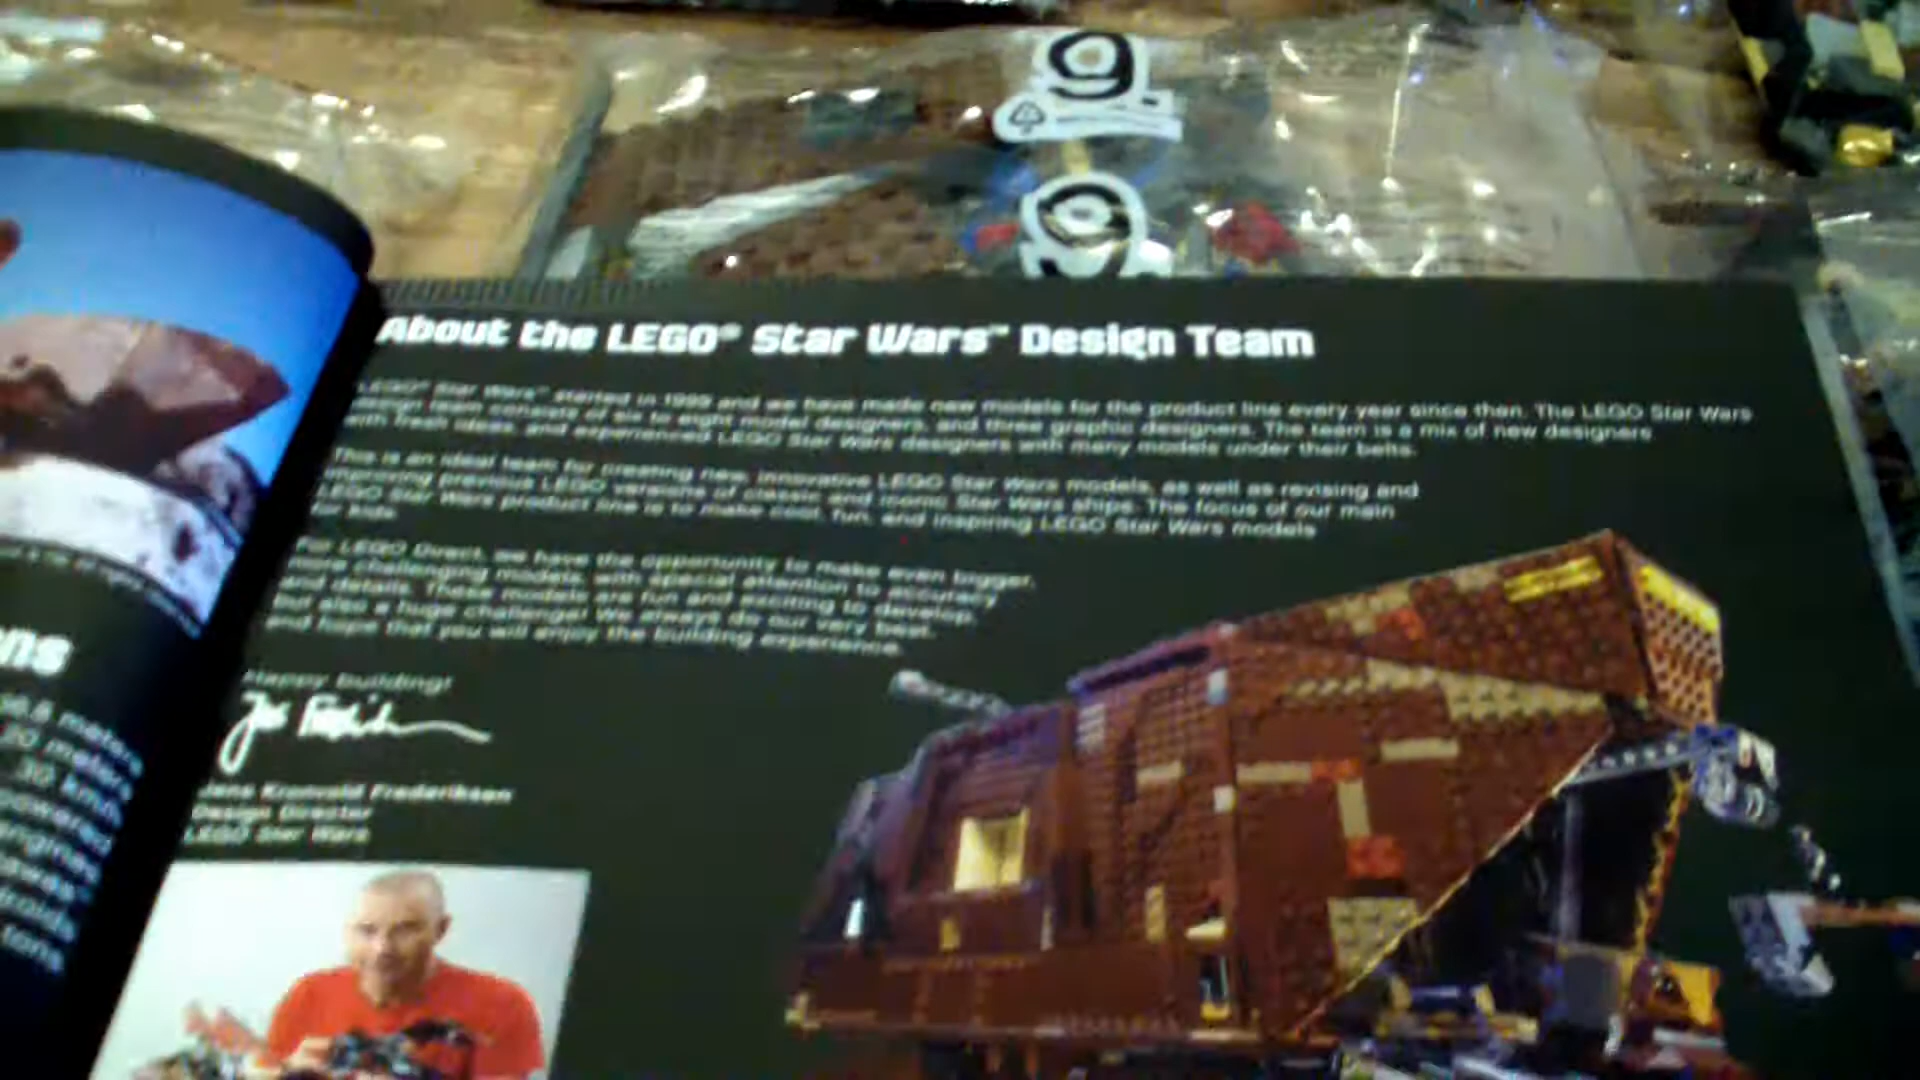 9
9
About the LEGO® Star Wars™ Design Team
LEGO® Star Wars™ started in 1999 and we have made new models for the product line every year since then. The LEGO Star Wars
design team consists of six to eight model designers, and three graphic designers. The team is a mix of new designers
with fresh ideas, and experienced LEGO Star Wars designers with many models under their belts.
This is an ideal team for creating new, innovative LEGO Star Wars models, as well as revising and
improving previous LEGO versions of classic and iconic Star Wars ships. The focus of our main
LEGO Star Wars product line is to make cool, fun, and inspiring LEGO Star Wars models
for kids.
For LEGO Direct, we have the opportunity to make even bigger,
more challenging models, with special attention to accuracy
and details. These models are fun and exciting to develop,
but also a huge challenge! We always do our very best,
and hope that you will enjoy the building experience.
Happy building!
Jens Kronvold Frederiksen
Design Director
LEGO Star Wars
ons
20 meters
30 km/h
tons